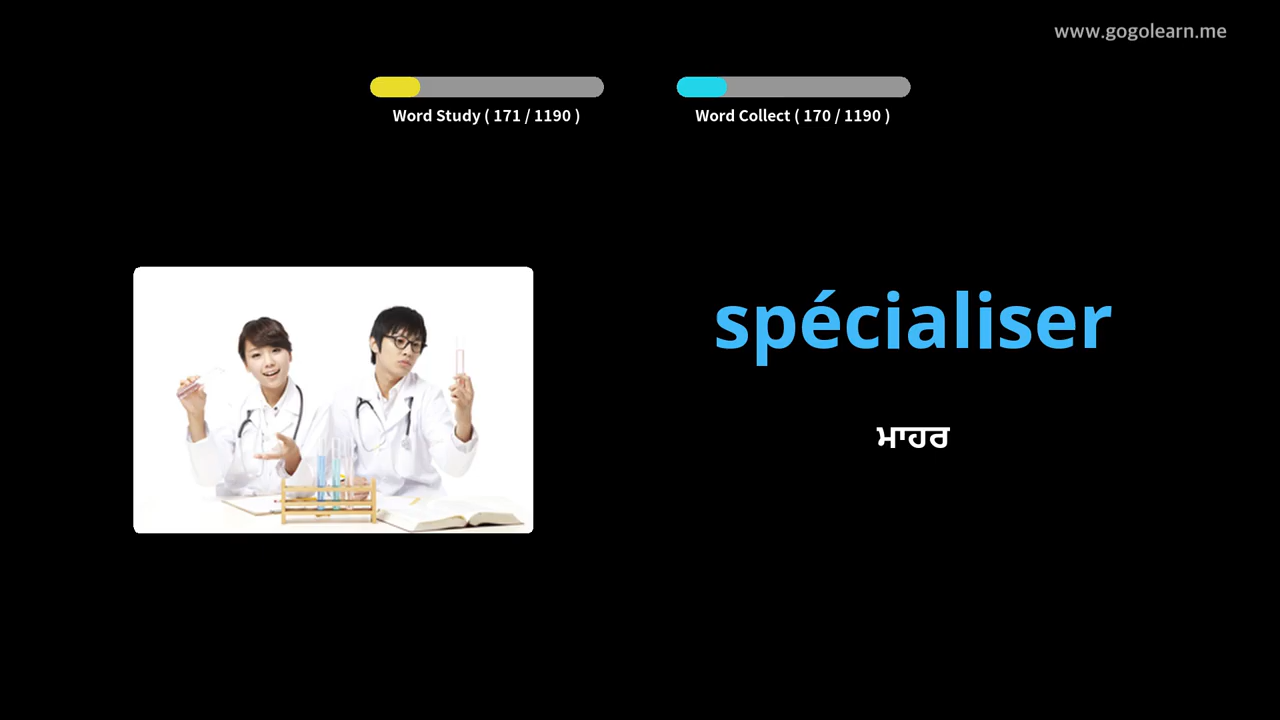 www.gogolearn.me
Word Study ( 171 / 1190 )
Word Collect ( 170 / 1190 )
spécialiser
ਮਾਹਰ